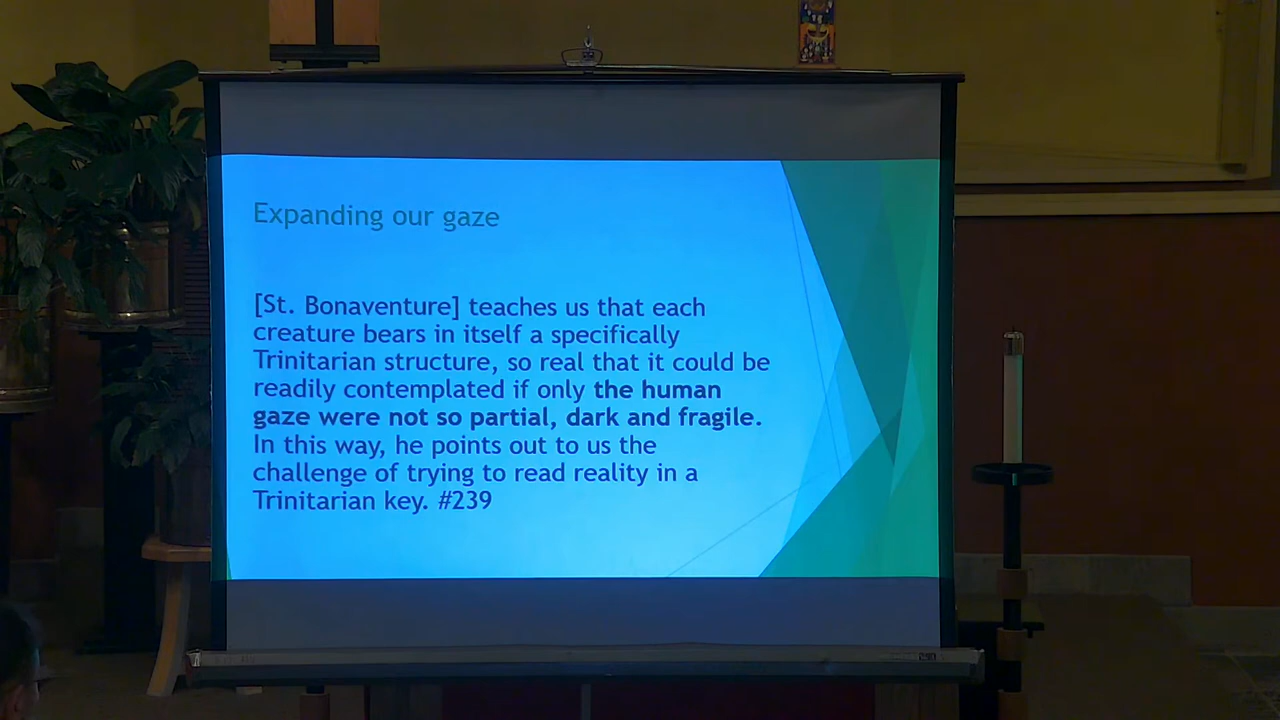 Expanding our gaze
[St. Bonaventure] teaches us that each
creature bears in itself a specifically
Trinitarian structure, so real that it could be
readily contemplated if only the human
gaze were not so partial, dark and fragile.
In this way, he points out to us the
challenge of trying to read reality in a
Trinitarian key. #239